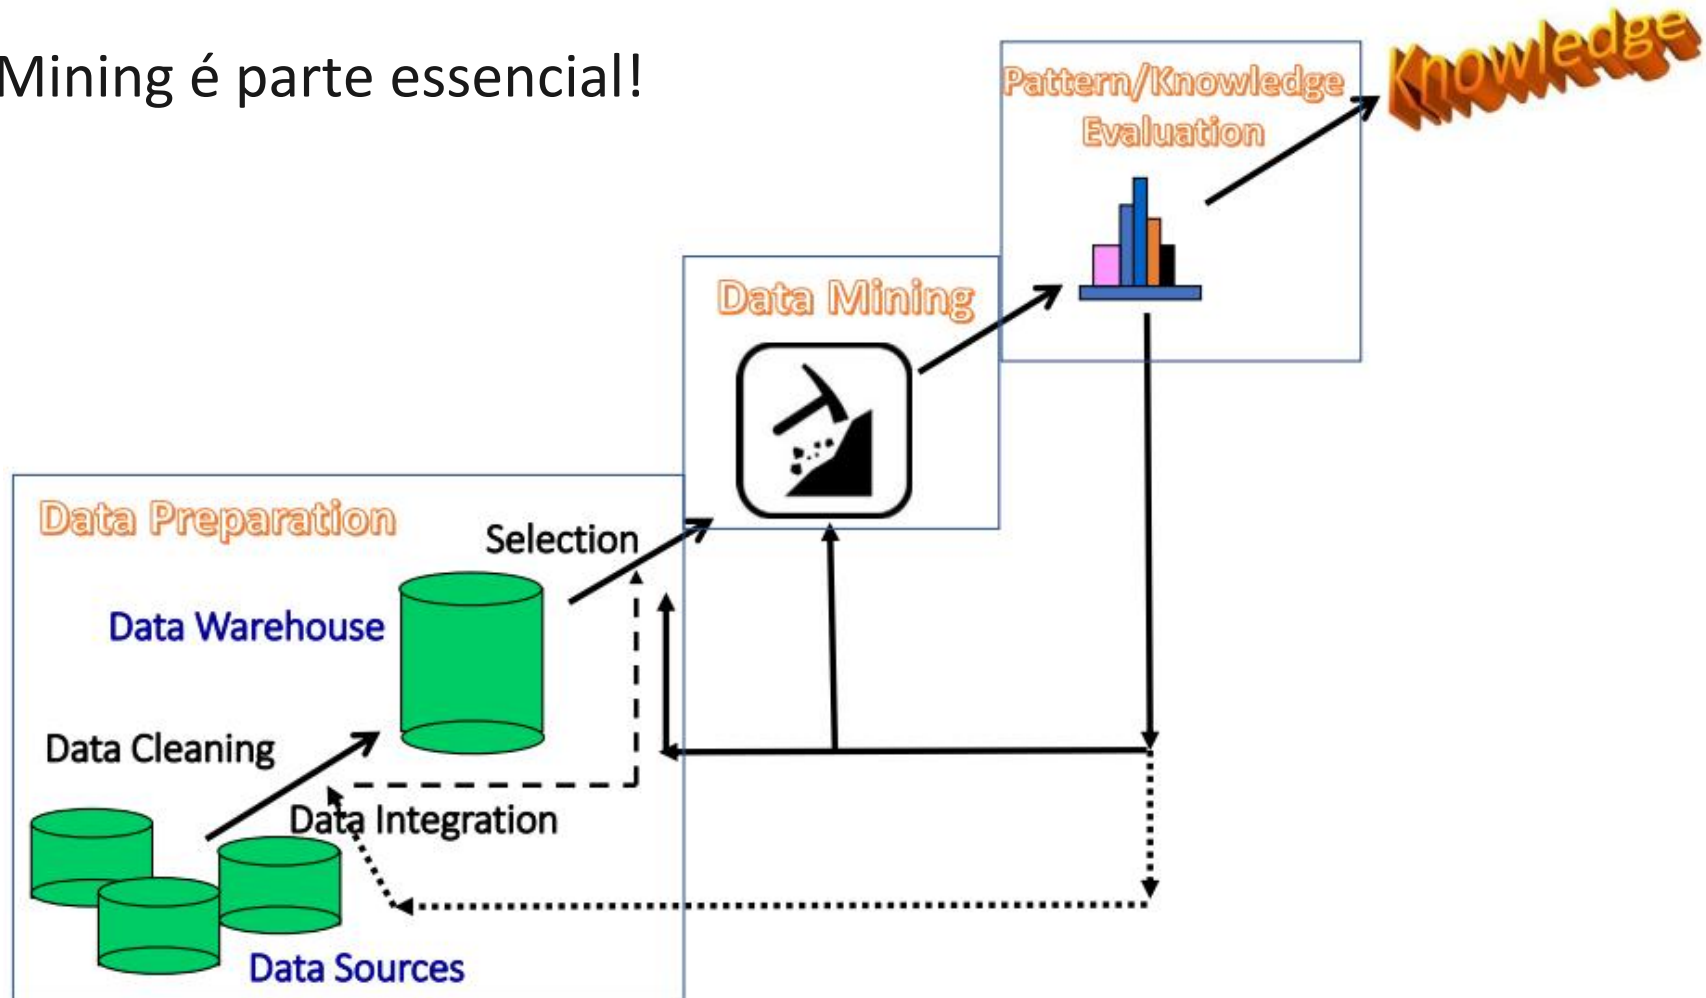 Mining é parte essencial!
Knowledge
Pattern/Knowledge
Evaluation
Data Mining
Data Preparation
Selection
Data Warehouse
Data Cleaning
Data Integration
Data Sources